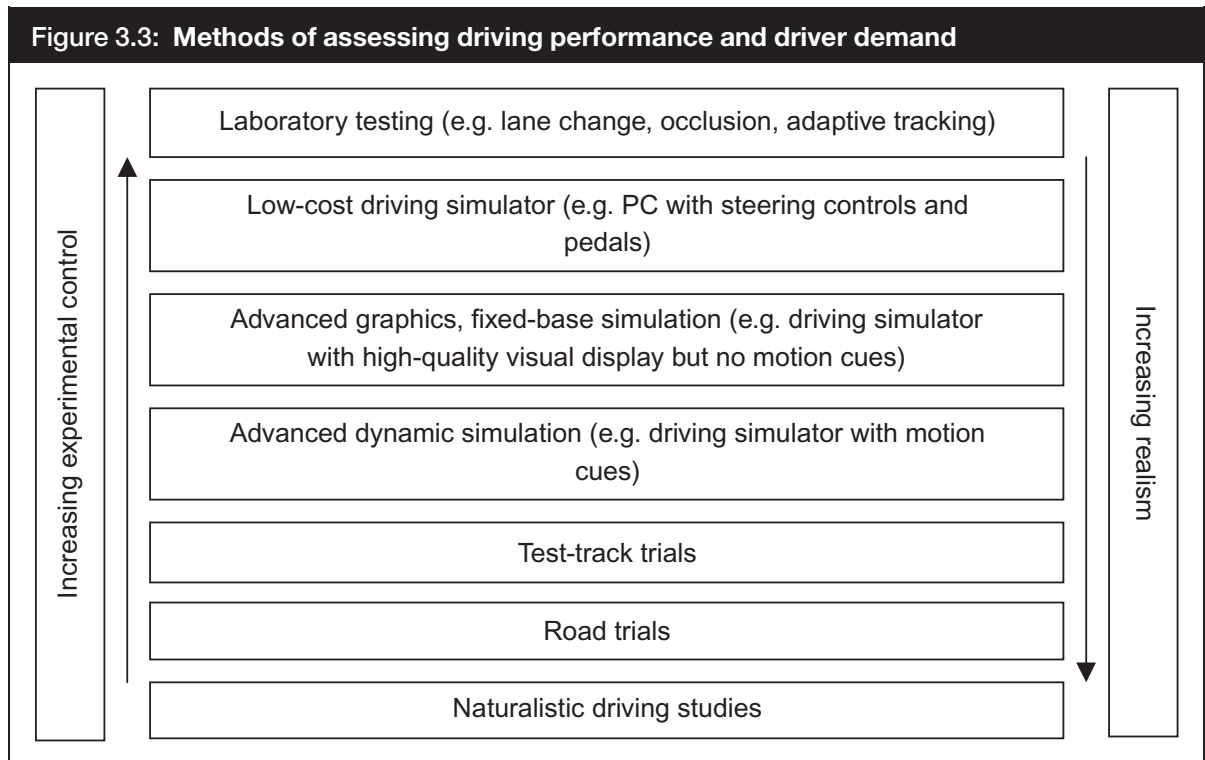 Figure 3.3: Methods of assessing driving performance and driver demand
Increasing experimental control
Laboratory testing (e.g. lane change, occlusion, adaptive tracking)
Low-cost driving simulator (e.g. PC with steering controls and
pedals)
Advanced graphics, fixed-base simulation (e.g. driving simulator
with high-quality visual display but no motion cues)
Advanced dynamic simulation (e.g. driving simulator with motion
cues)
Test-track trials
Road trials
Naturalistic driving studies
Increasing realism